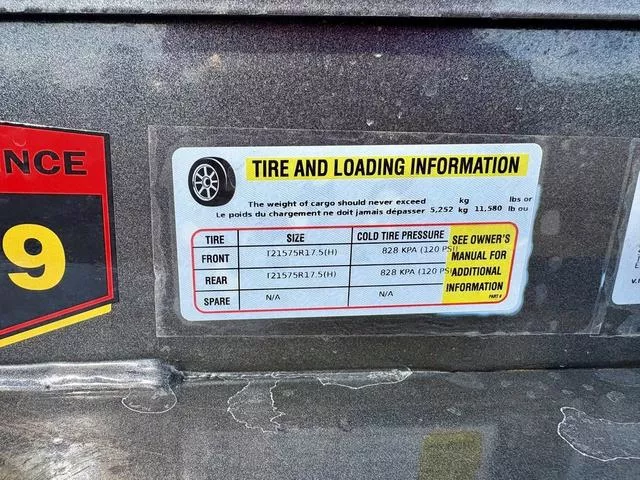 NCE
9
TIRE AND LOADING INFORMATION
The weight of cargo should never exceed kg lbs or
Le poids du chargement ne doit jamais dépasser 5,252 kg 11,580 lb ou
TIRE SIZE COLD TIRE PRESSURE
FRONT T21575R17.5(H) 828 KPA (120 PSI)
REAR T21575R17.5(H) 828 KPA (120 PSI
SPARE N/A N/A
SEE OWNER'S
MANUAL FOR
ADDITIONAL
INFORMATION
PART #